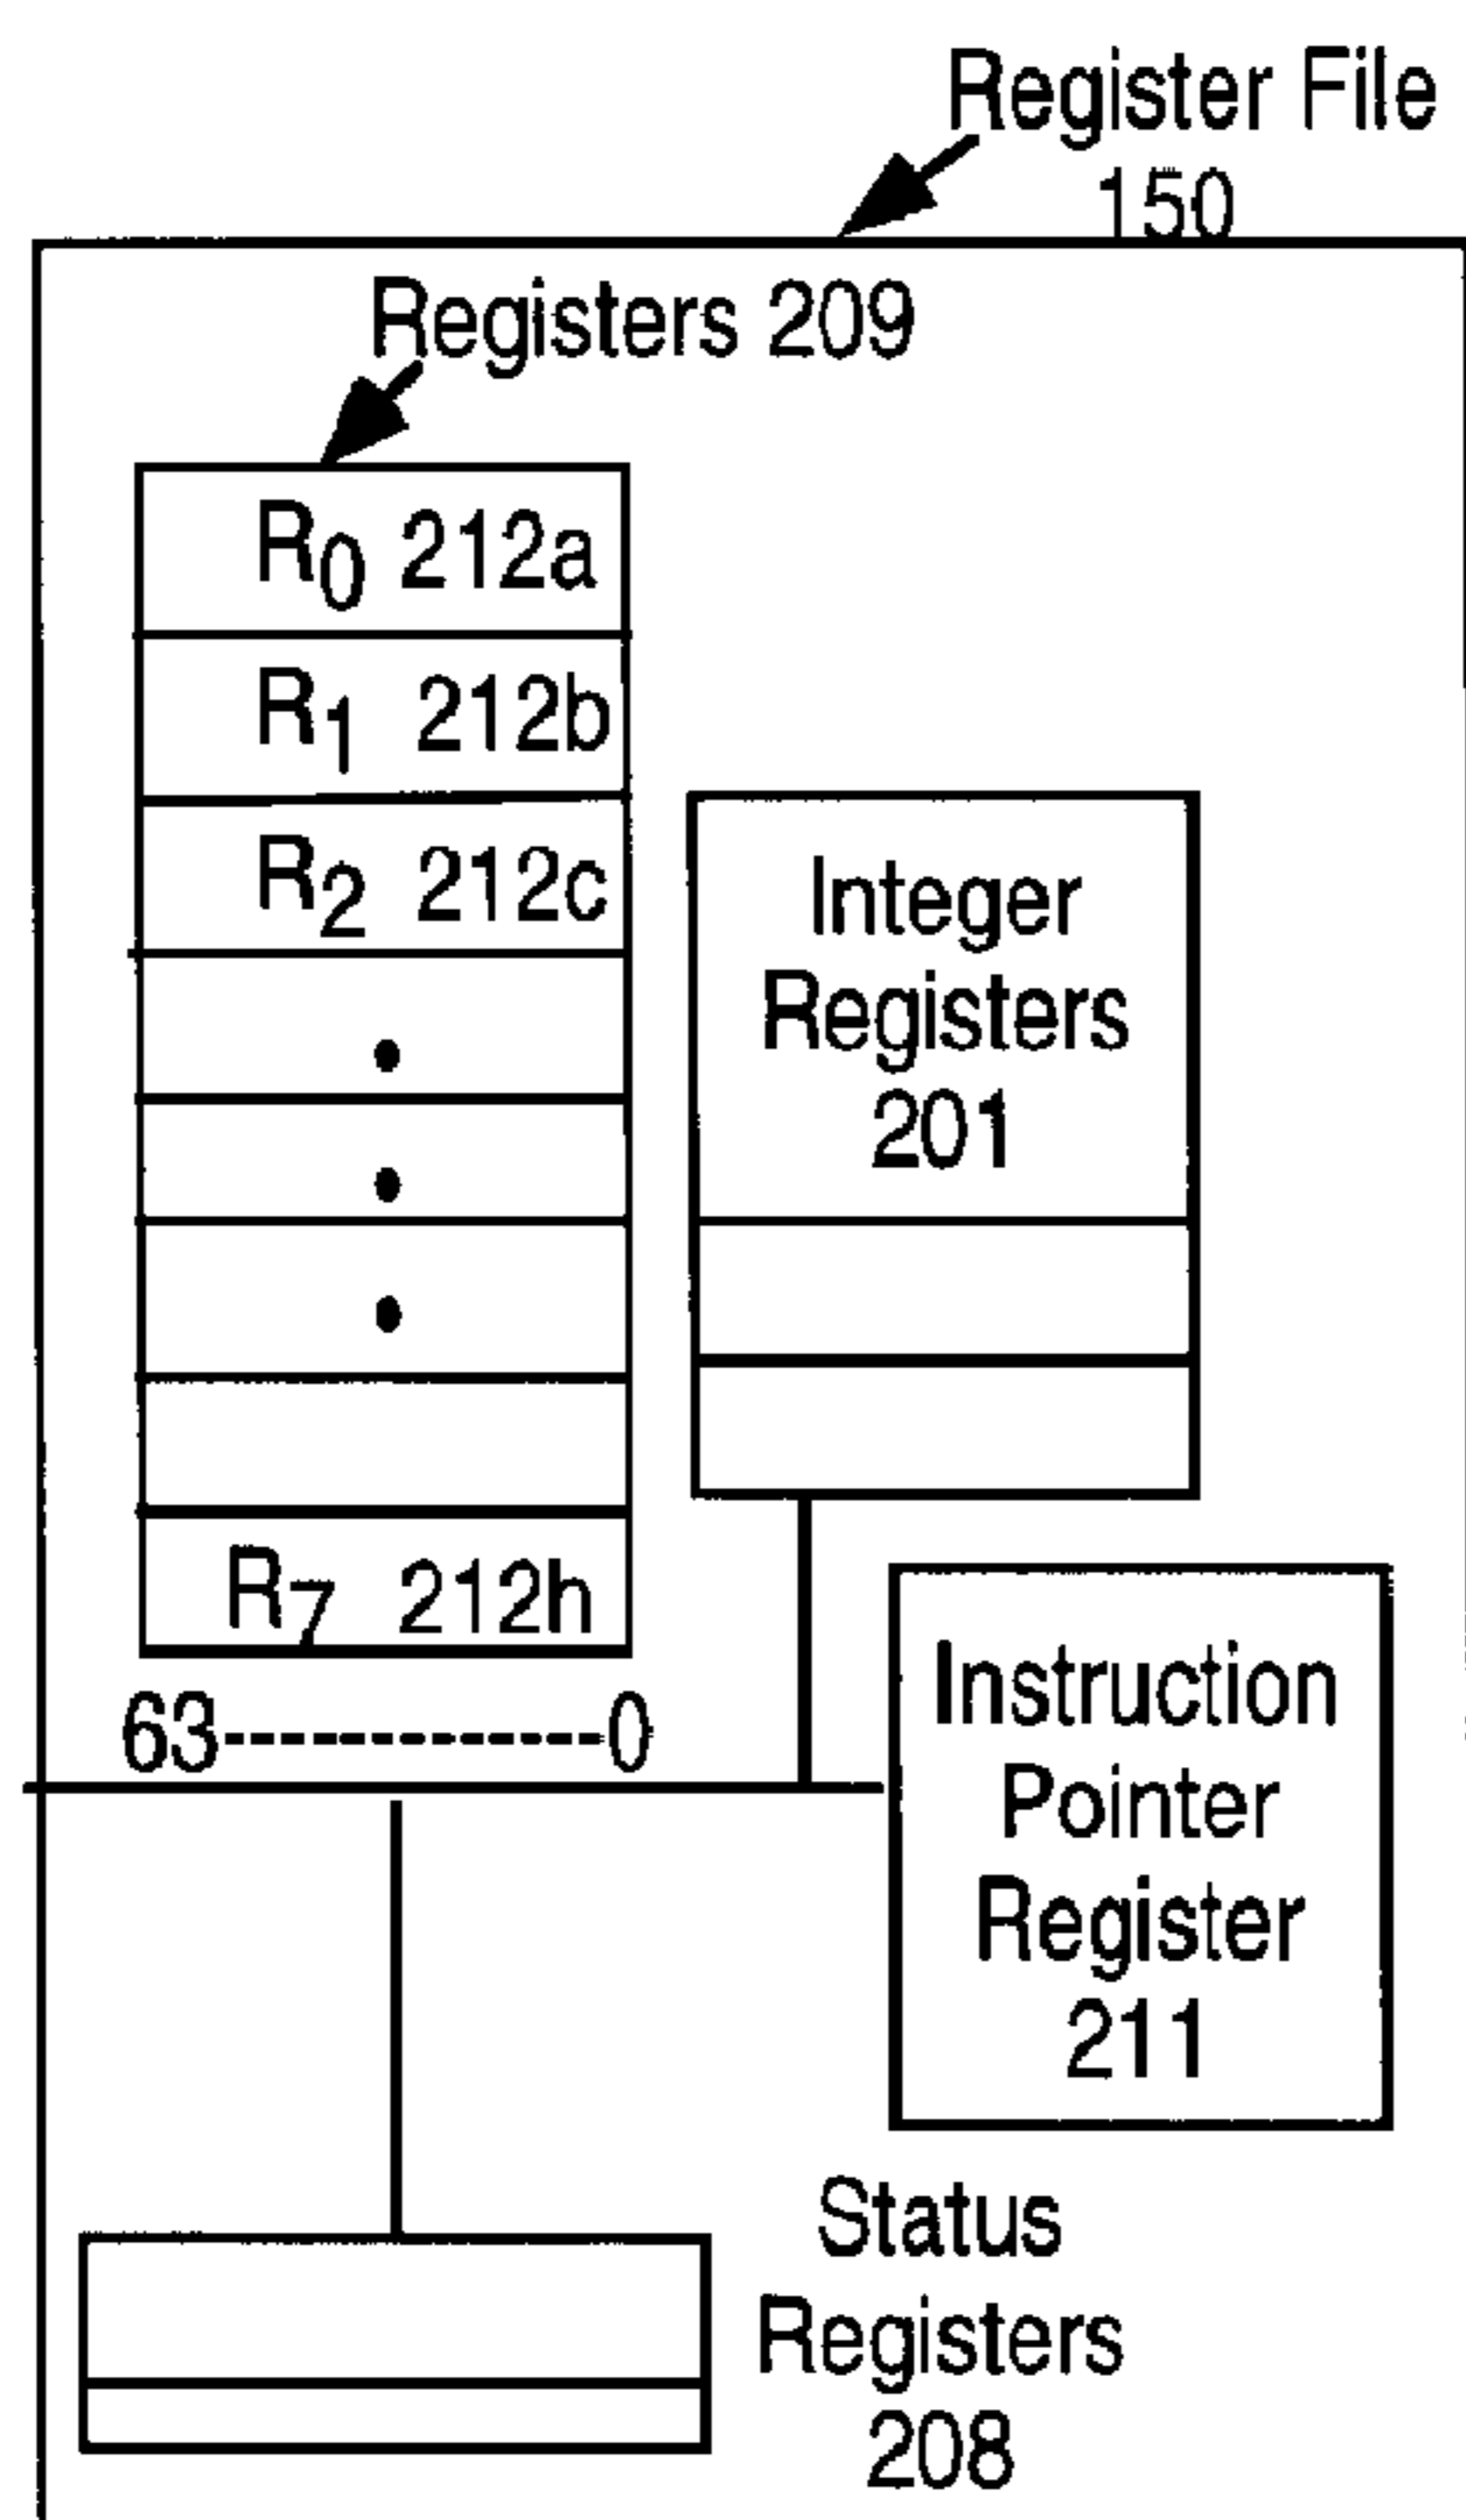 Register File
150
Registers 209
R0 212a
R1 212b
R2 212c
Integer
Registers
201
R7 212h
63------------0
Instruction
Pointer
Register
211
Status
Registers
208